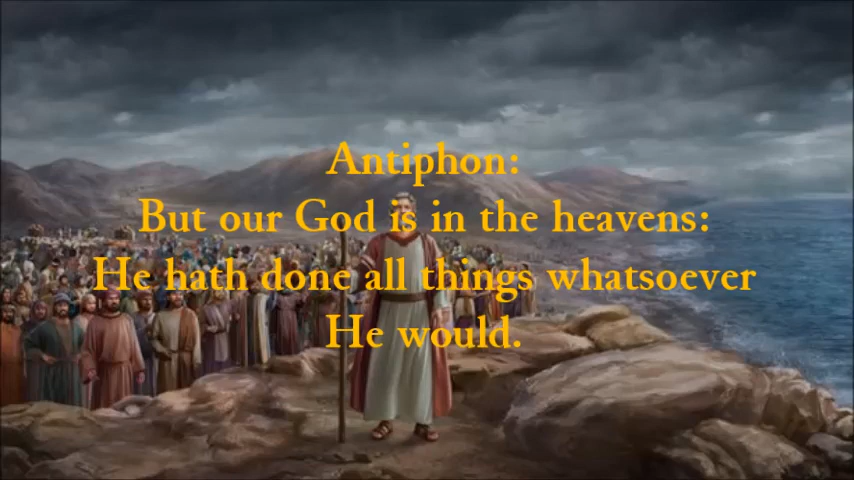 Antiphon:
But our God is in the heavens:
He hath done all things whatsoever
He would.